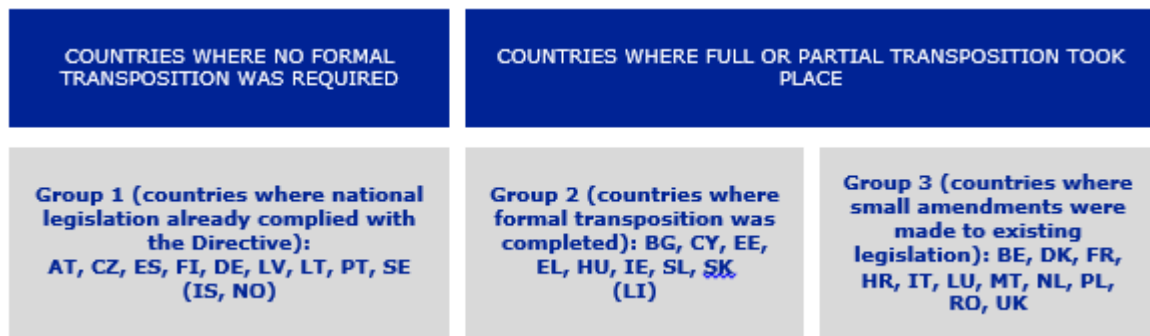 COUNTRIES WHERE NO FORMAL
TRANSPOSITION WAS REQUIRED
COUNTRIES WHERE FULL OR PARTIAL TRANSPOSITION TOOK
PLACE
Group 1 (countries where national
legislation already complied with
the Directive):
AT, CZ, ES, FI, DE, LV, LT, PT, SE
(IS, NO)
Group 2 (countries where
formal transposition was
completed): BG, CY, EE,
EL, HU, IE, SL, SK
(LI)
Group 3 (countries where
small amendments were
made to existing
legislation): BE, DK, FR,
HR, IT, LU, MT, NL, PL,
RO, UK